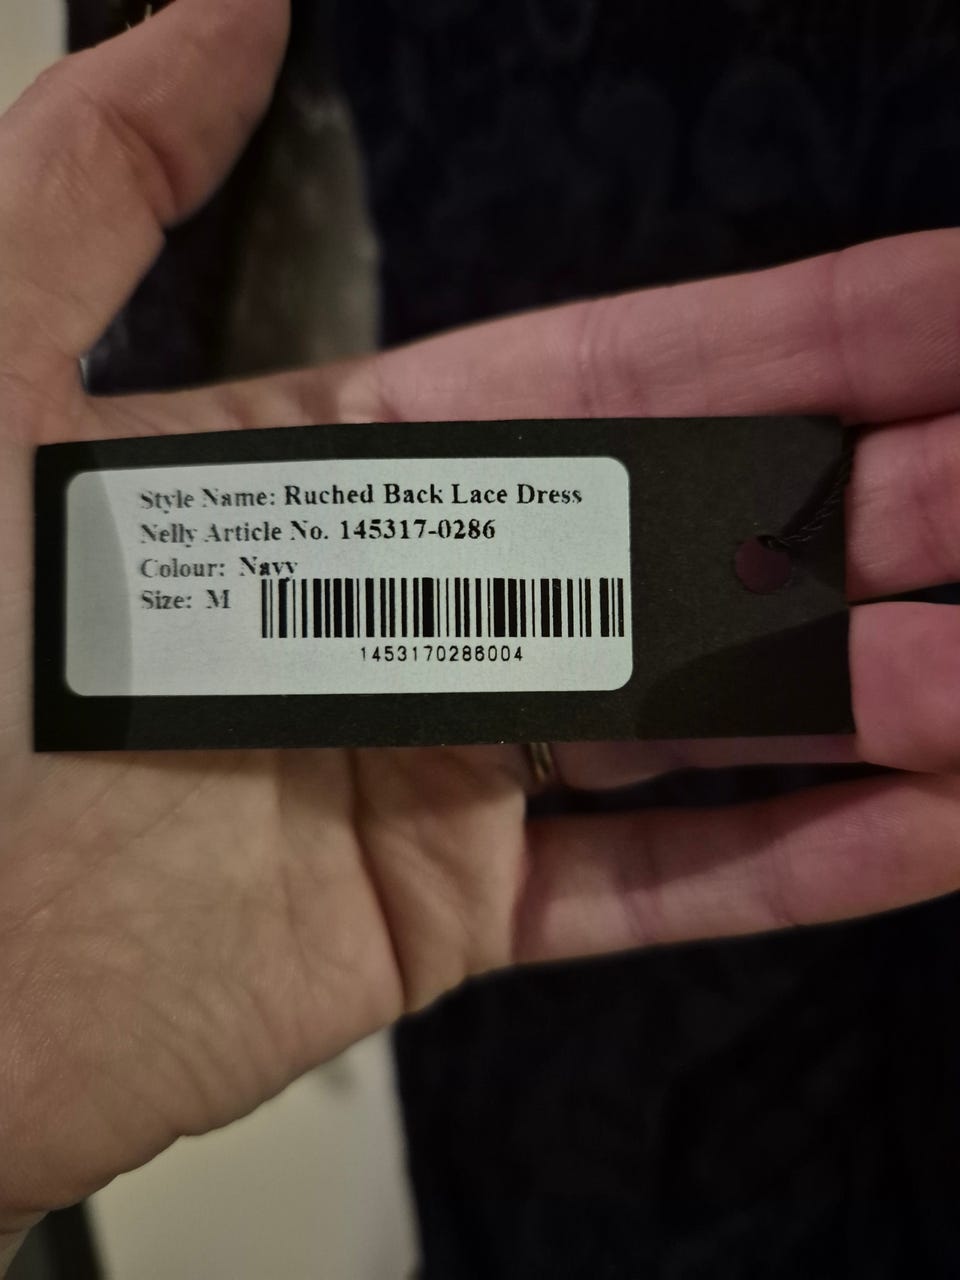 Style Name: Ruched Back Lace Dress
Nelly Article No. 145317-0286
Colour: Navy
Size: M
1453170286004